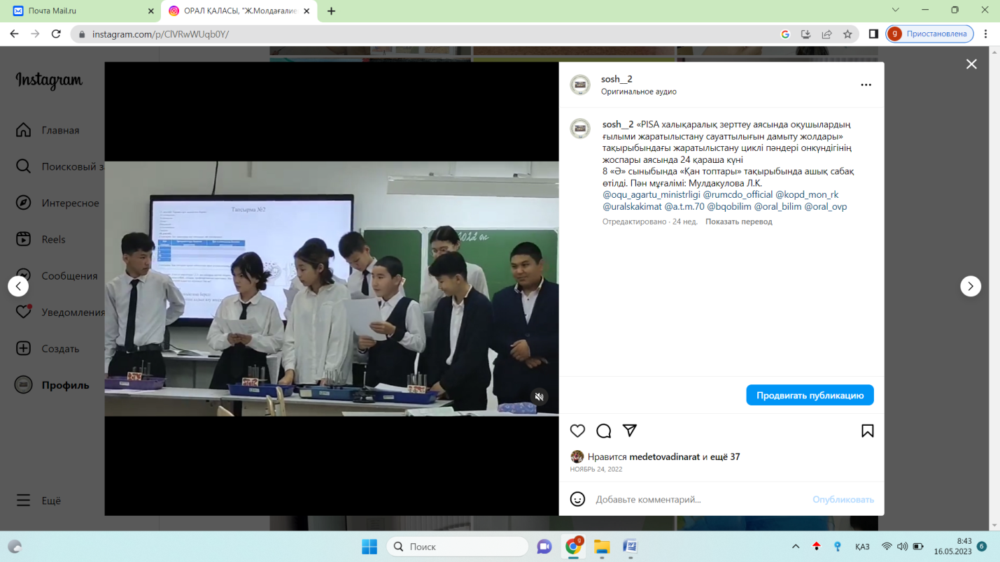 Почта Mail.ru
ОРАЛ ҚАЛАСЫ, "Ж.Молдағалие
instagram.com/p/ClVRwWUqb0Y/
Приостановлена
Instagram
Главная
Поисковый з
Интересное
Reels
Сообщения
Уведомления
Создать
Профиль
Ещё
Тапсырма №2
sosh__2
Оригинальное аудио
sosh__2 «PISA халықаралық зерттеу аясында оқушылардың
ғылыми жаратылыстану сауаттылығын дамыту жолдары»
тақырыбындағы жаратылыстану циклі пәндері онкүндігінің
жоспары аясында 24 қараша күні
8 «Ә» сыныбында «Қан топтары» тақырыбында ашық сабақ
өтілді. Пән мұғалімі: Мулдакулова Л.К.
@oqu_agartu_ministrligi @rumcdo_official @kopd_mon_rk
@uralskakimat @a.t.m.70 @bqobilim @oral_bilim @oral_ovp
Отредактировано · 24 нед. Показать перевод
Продвигать публикацию
Нравится medetovadinarat и ещё 37
НОЯБРЬ 24, 2022
Добавьте комментарий...
Опубликовать
Поиск
9
ҚАЗ
8:43
16.05.2023
6